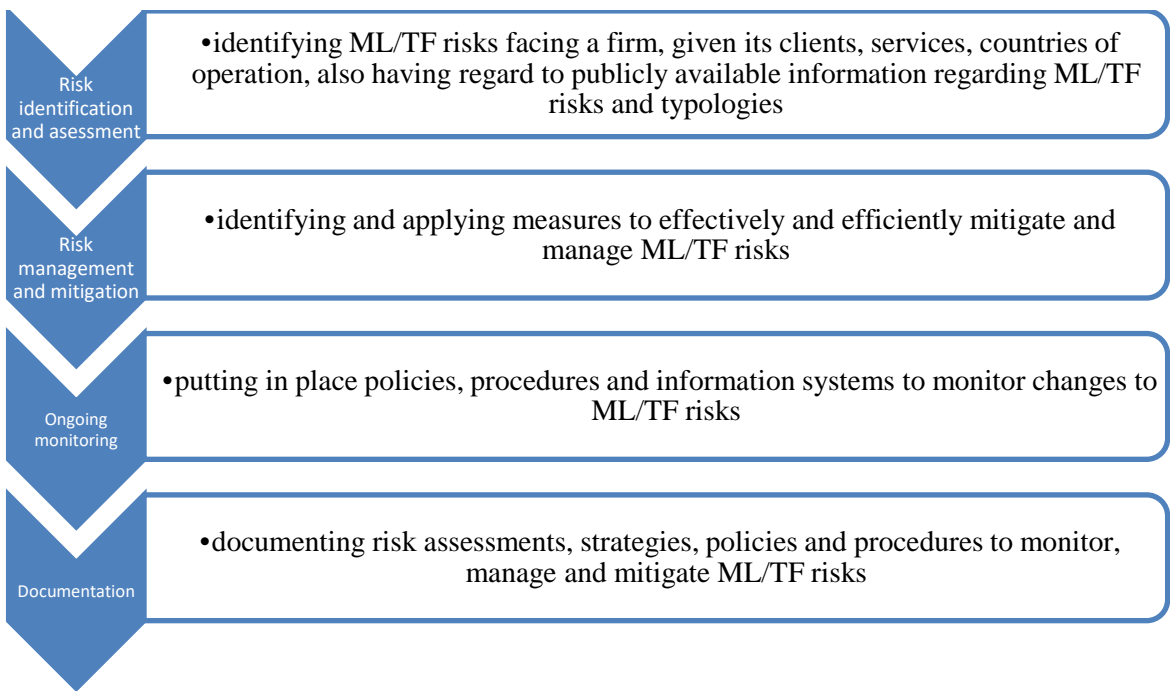 Risk
identification
and asessment
•identifying ML/TF risks facing a firm, given its clients, services, countries of
operation, also having regard to publicly available information regarding ML/TF
risks and typologies
Risk
management
and mitigation
•identifying and applying measures to effectively and efficiently mitigate and
manage ML/TF risks
Ongoing
monitoring
•putting in place policies, procedures and information systems to monitor changes to
ML/TF risks
Documentation
•documenting risk assessments, strategies, policies and procedures to monitor,
manage and mitigate ML/TF risks